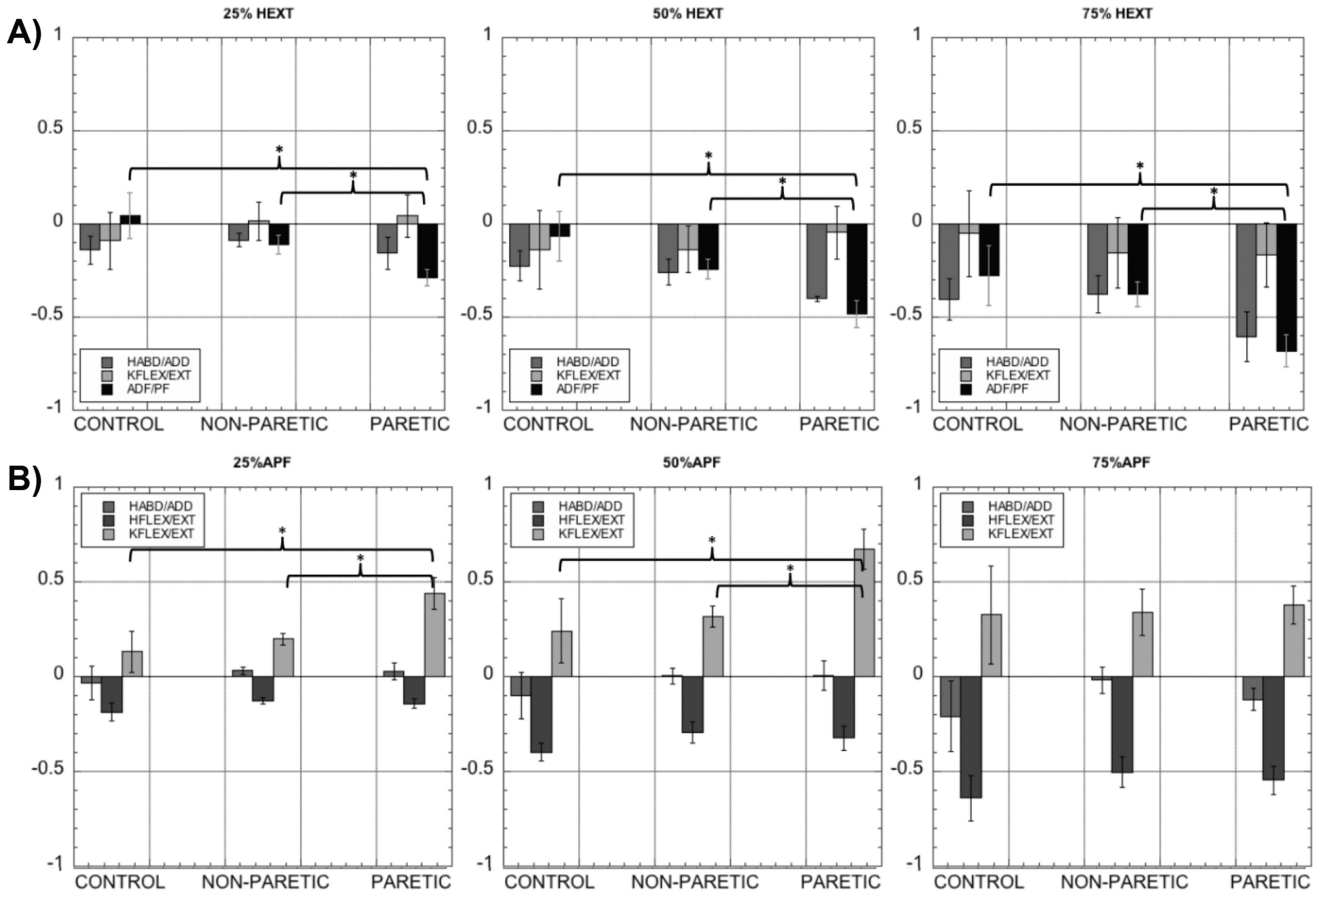 A)
25% HEXT
50% HEXT
75% HEXT
1
0.5
0
-0.5
-1
*
*
HABD/ADD
KFLEX/EXT
ADF/PF
CONTROL
NON-PARETIC
PARETIC
1
0.5
0
-0.5
-1
*
*
HABD/ADD
KFLEX/EXT
ADF/PF
CONTROL
NON-PARETIC
PARETIC
1
0.5
0
-0.5
-1
*
*
HABD/ADD
KFLEX/EXT
ADF/PF
CONTROL
NON-PARETIC
PARETIC
B)
25%APF
50%APF
75%APF
1
0.5
0
-0.5
-1
HABD/ADD
HFLEX/EXT
KFLEX/EXT
*
*
CONTROL
NON-PARETIC
PARETIC
1
0.5
0
-0.5
-1
HABD/ADD
HFLEX/EXT
KFLEX/EXT
*
*
CONTROL
NON-PARETIC
PARETIC
1
0.5
0
-0.5
-1
HABD/ADD
HFLEX/EXT
KFLEX/EXT
CONTROL
NON-PARETIC
PARETIC